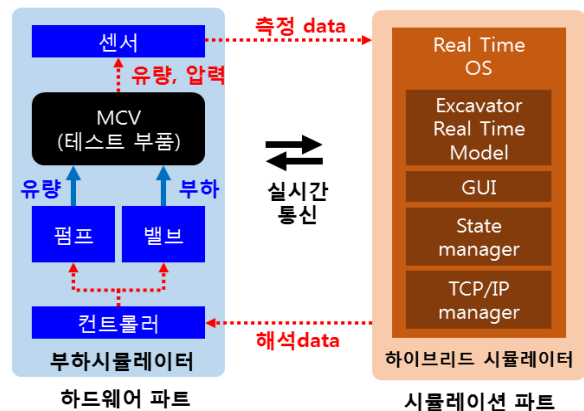 센서
유량, 압력
MCV
(테스트 부품)
유량
부하
펌프
밸브
컨트롤러
부하시뮬레이터
하드웨어 파트
측정 data
실시간
통신
해석data
Real Time
OS
Excavator
Real Time
Model
GUI
State
manager
TCP/IP
manager
하이브리드 시뮬레이터
시뮬레이션 파트